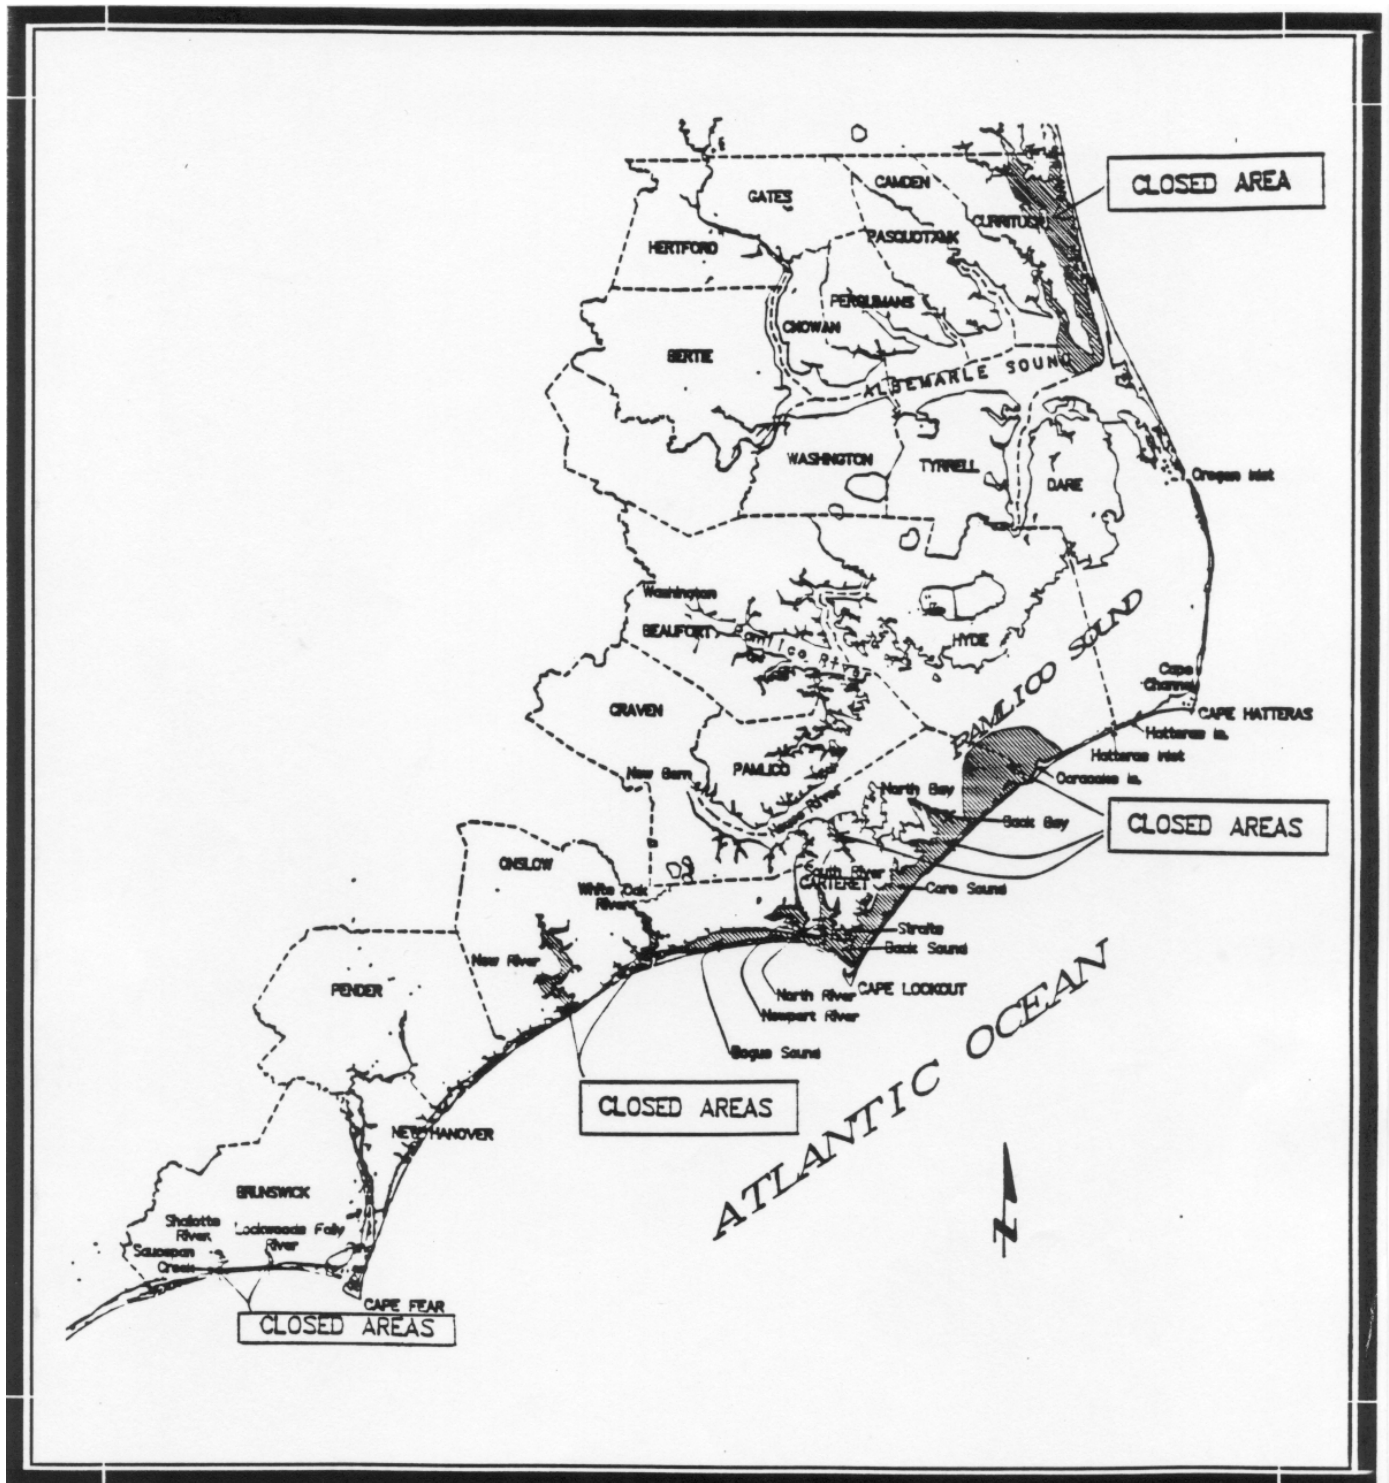 CAMDEN
CLOSED AREA
GATES
CURRITUCK
PASQUOTANK
HERTFORD
PERQUIMANS
CHOWAN
BERTIE
ALBEMARLE SOUND
WASHINGTON
TYRRELL
DARE
Oregon Inlet
Washington
BEAUFORT
Pamlico River
HYDE
PAMLICO SOUND
Cape
Channel
CRAVEN
CAPE HATTERAS
Hatteras Is.
Hatteras Inlet
PAMLICO
New Bern
Ocracoke Is.
North Bay
River
Back Bay
CLOSED AREAS
ONSLOW
South River
CARTERET
White Oak
River
Core Sound
Straits
Back Sound
New River
PENDER
North River
CAPE LOOKOUT
Newport River
Bogue Sound
ATLANTIC OCEAN
CLOSED AREAS
NEW HANOVER
BRUNSWICK
Shalotte
River
Lockwoods Folly
River
Saucepan
Creek
N
CAPE FEAR
CLOSED AREAS